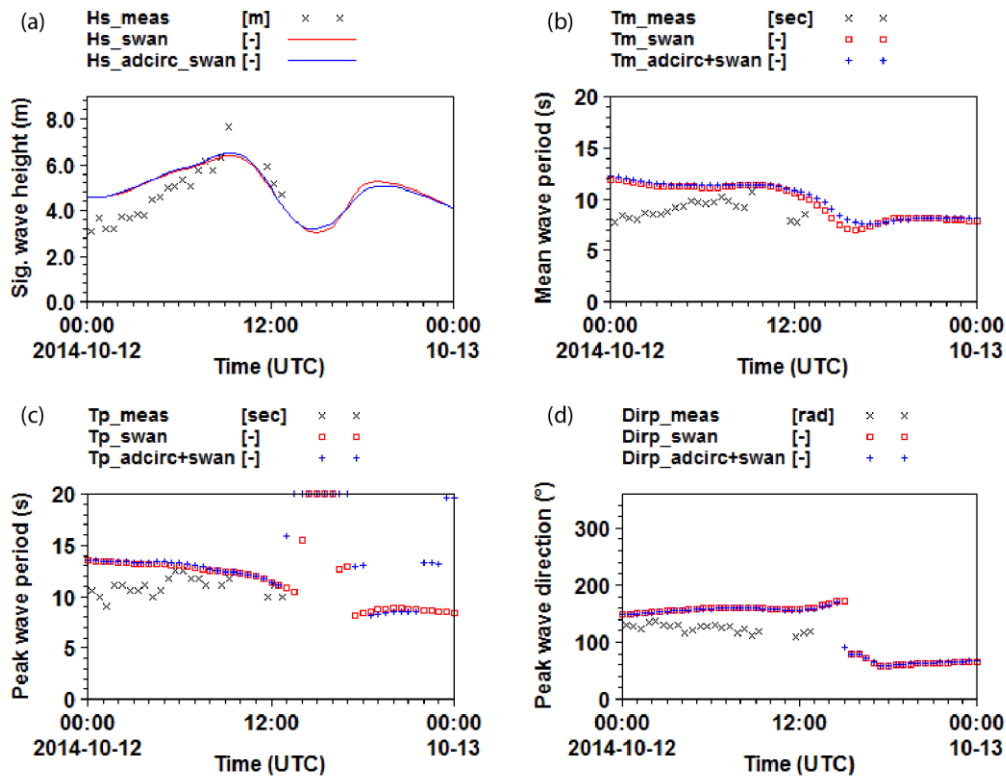 (a)
Hs_meas [m]
Hs_swan [-]
Hs_adcirc_swan [-]
Sig. wave height (m)
8.0
6.0
4.0
2.0
0.0
00:00 12:00 00:00
2014-10-12 10-13
Time (UTC)
(b)
Tm_meas [sec]
Tm_swan [-]
Tm_adcirc+swan [-]
Mean wave period (s)
20
15
10
5
0
00:00 12:00 00:00
2014-10-12 10-13
Time (UTC)
(c)
Tp_meas [sec]
Tp_swan [-]
Tp_adcirc+swan [-]
Peak wave period (s)
20
15
10
5
0
00:00 12:00 00:00
2014-10-12 10-13
Time (UTC)
(d)
Dirp_meas [rad]
Dirp_swan [-]
Dirp_adcirc+swan [-]
Peak wave direction (°)
300
200
100
0
00:00 12:00 00:00
2014-10-12 10-13
Time (UTC)